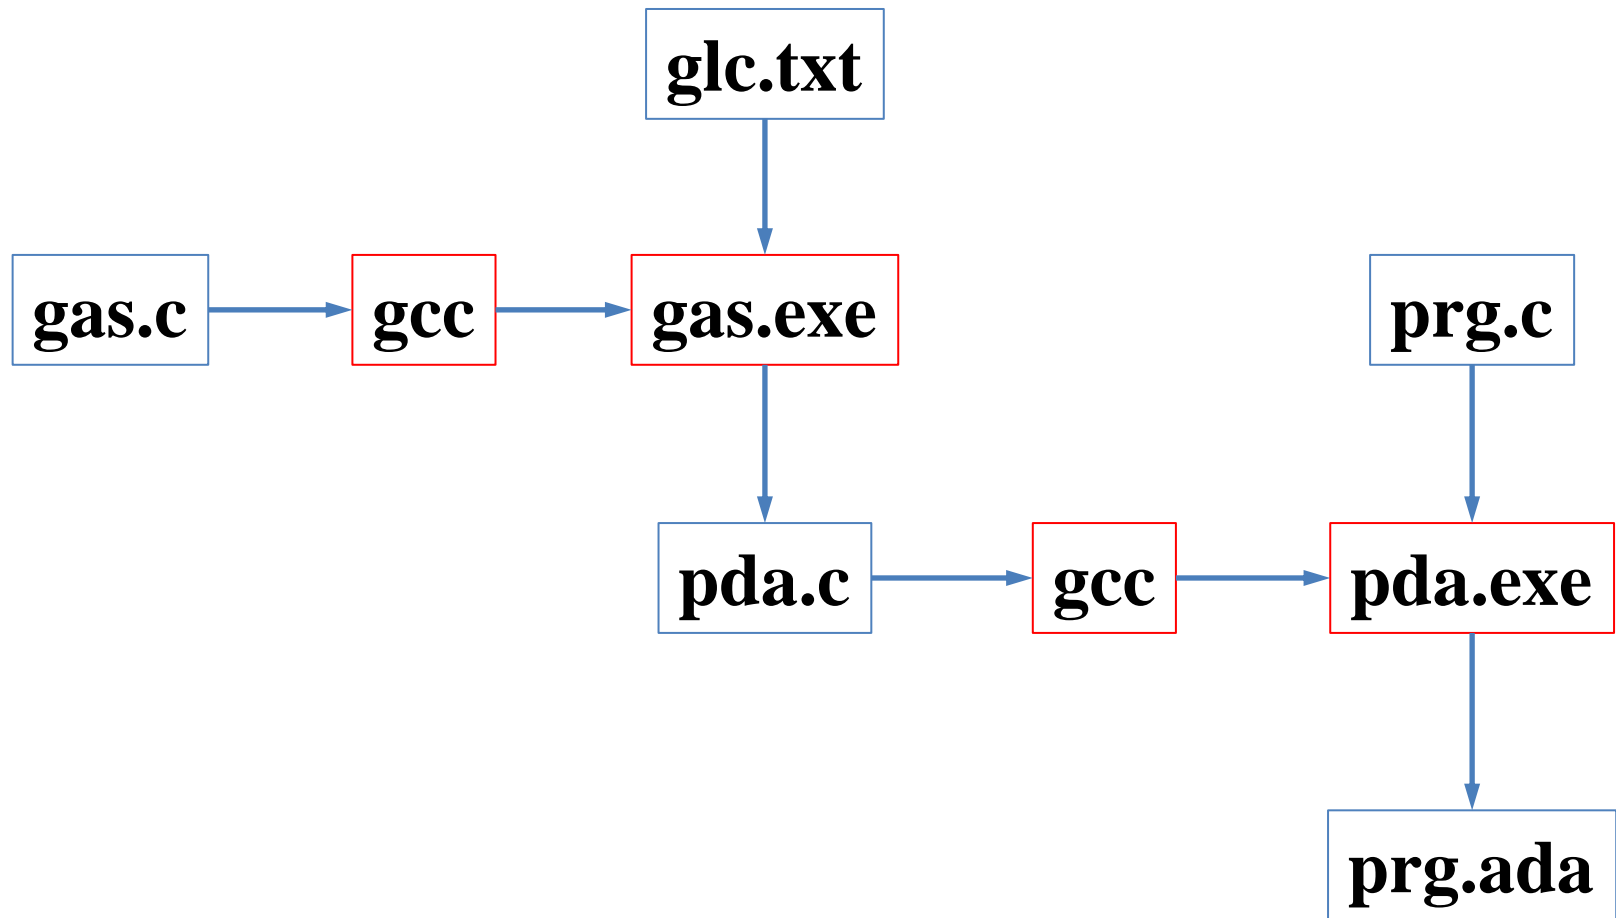 glc.txt
gas.c
gcc
gas.exe
prg.c
pda.c
gcc
pda.exe
prg.ada